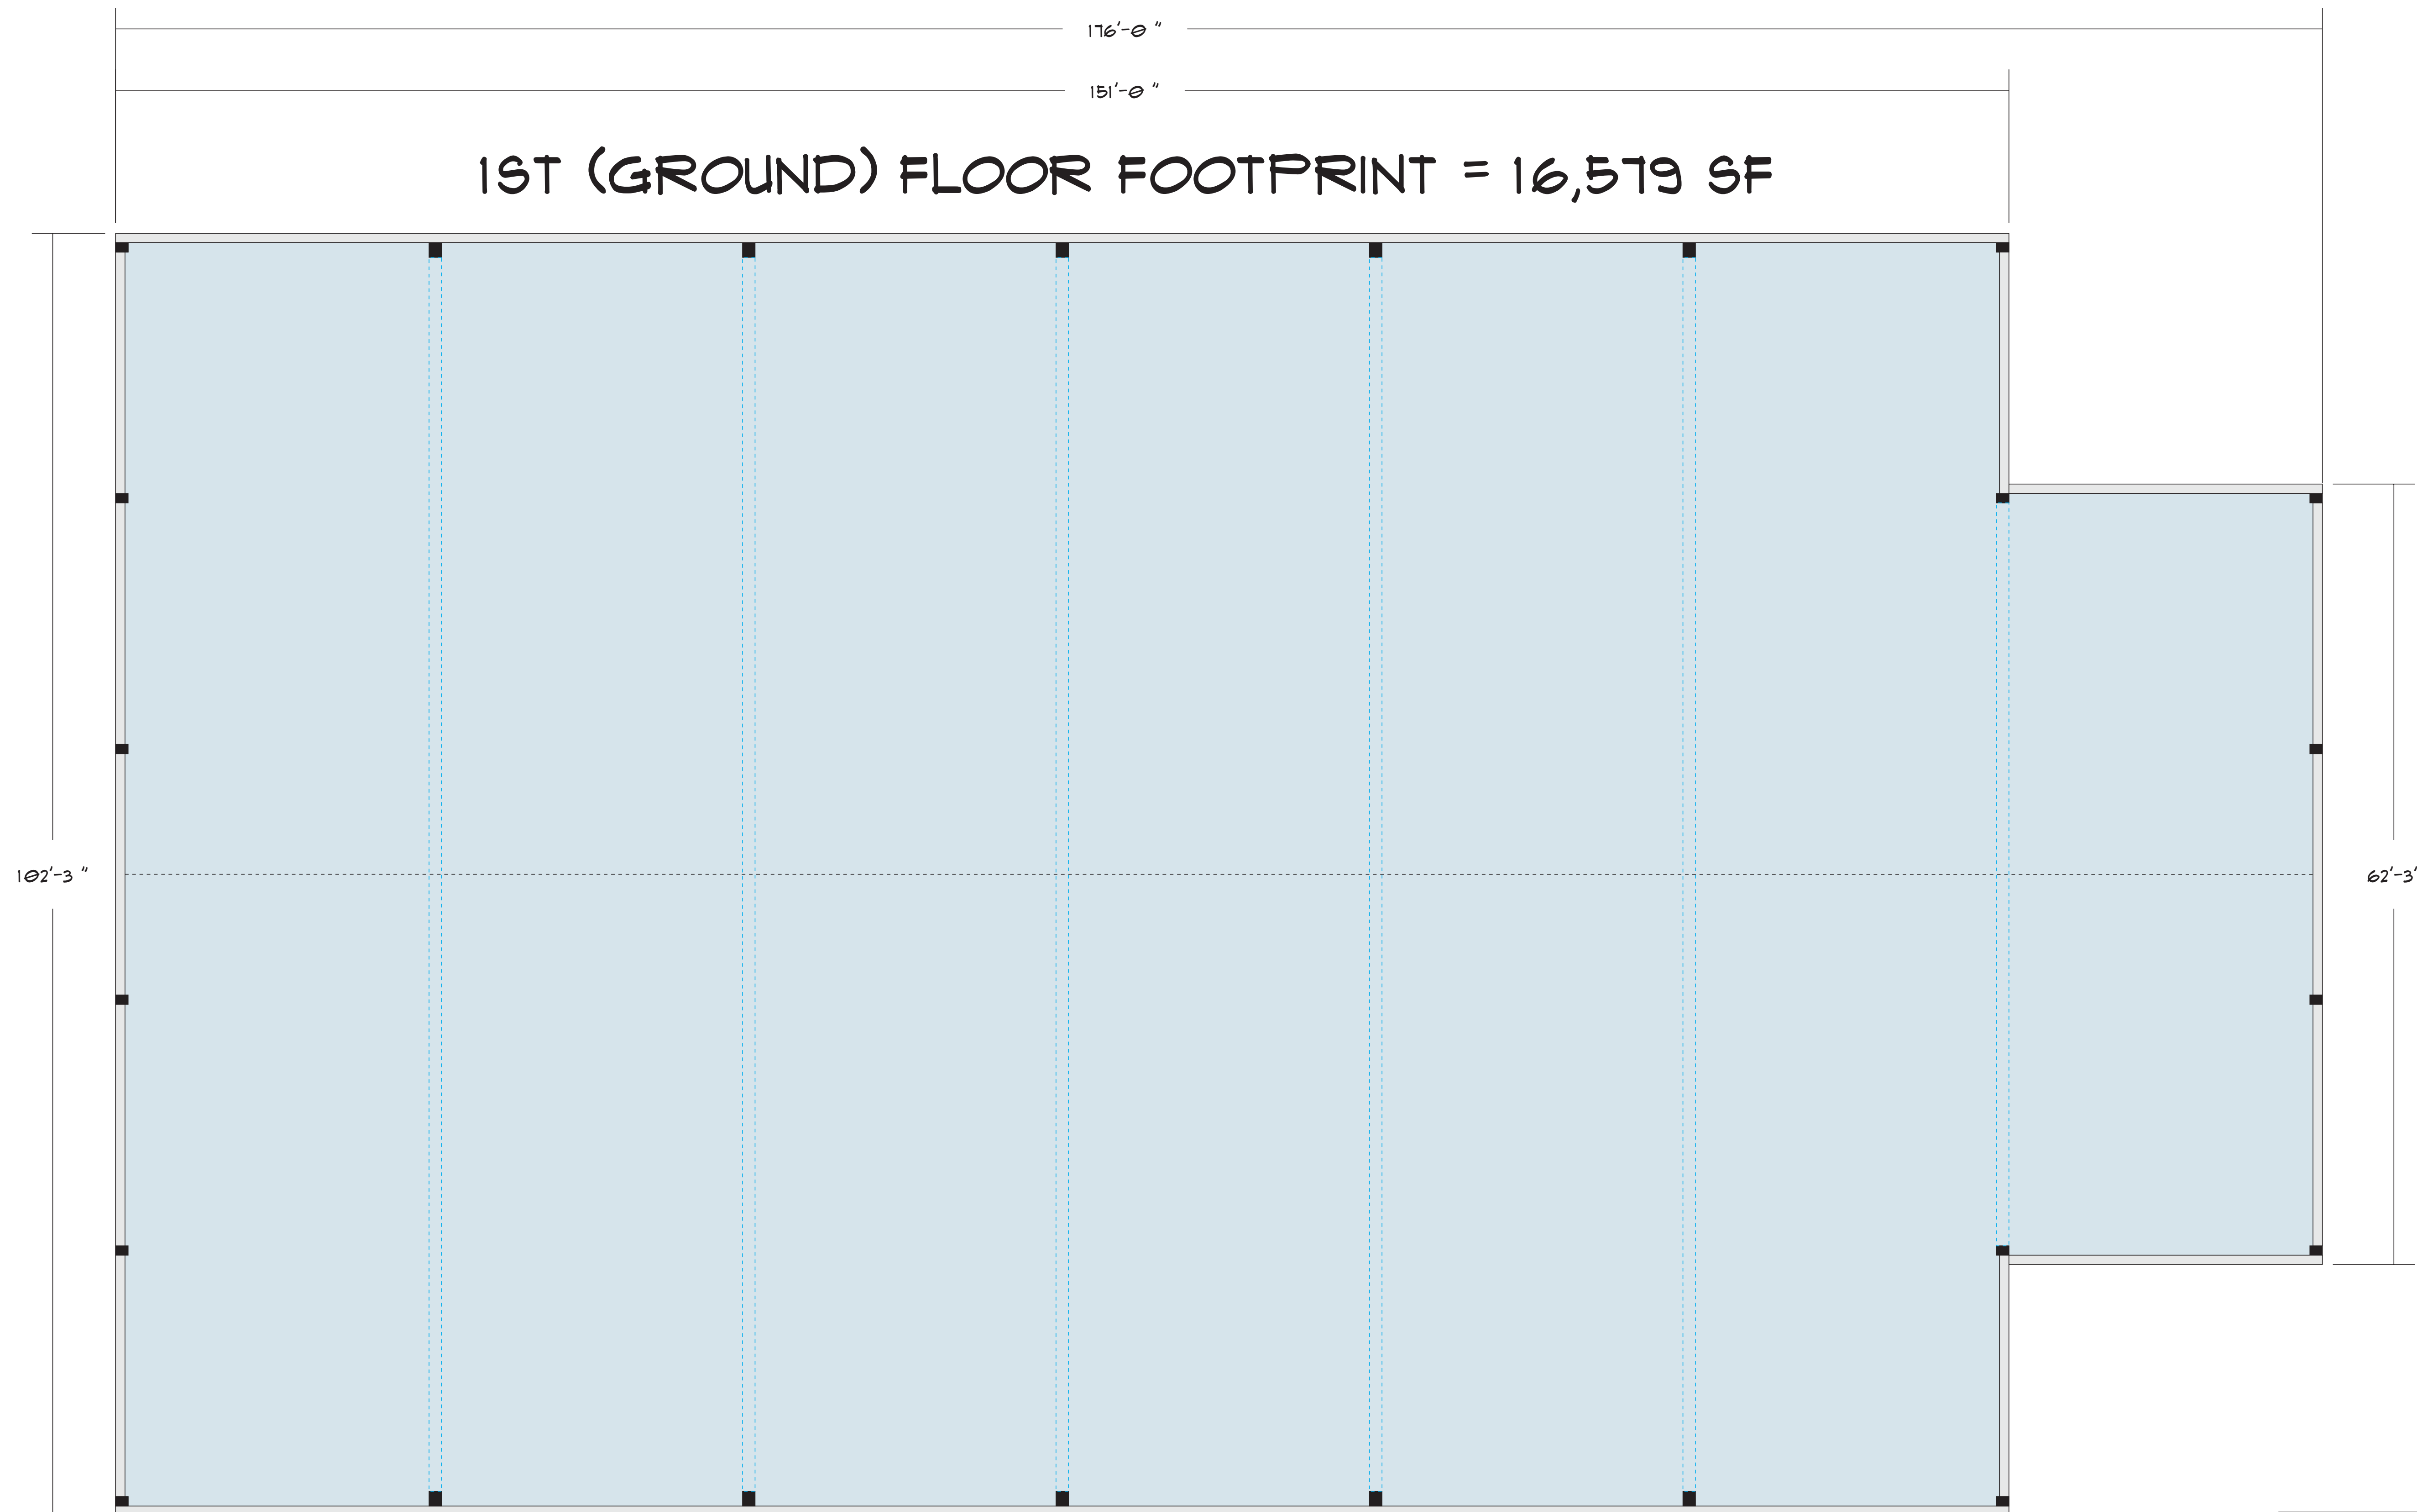 176'-0"
151'-0"
1ST (GROUND) FLOOR FOOTPRINT = 16,579 SF
102'-3"
62'-3'